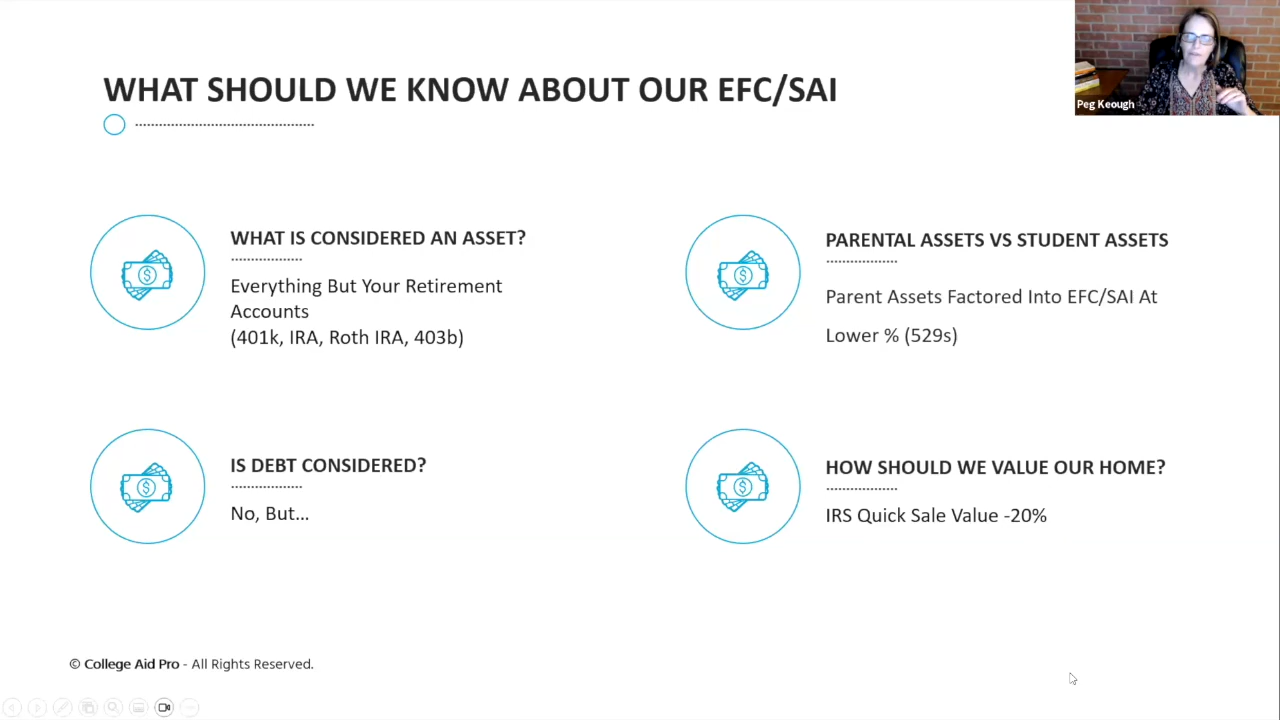 WHAT SHOULD WE KNOW ABOUT OUR EFC/SAI
Peg Keough
WHAT IS CONSIDERED AN ASSET?
Everything But Your Retirement
Accounts
(401k, IRA, Roth IRA, 403b)
PARENTAL ASSETS VS STUDENT ASSETS
Parent Assets Factored Into EFC/SAI At
Lower % (529s)
IS DEBT CONSIDERED?
No, But...
HOW SHOULD WE VALUE OUR HOME?
IRS Quick Sale Value -20%
© College Aid Pro - All Rights Reserved.